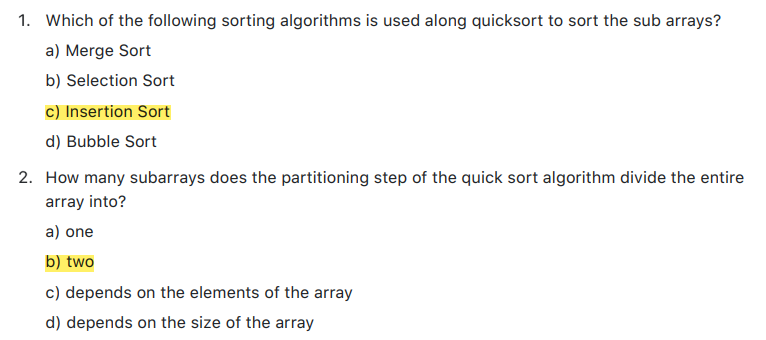 1. Which of the following sorting algorithms is used along quicksort to sort the sub arrays?
a) Merge Sort
b) Selection Sort
c) Insertion Sort
d) Bubble Sort
2. How many subarrays does the partitioning step of the quick sort algorithm divide the entire
array into?
a) one
b) two
c) depends on the elements of the array
d) depends on the size of the array